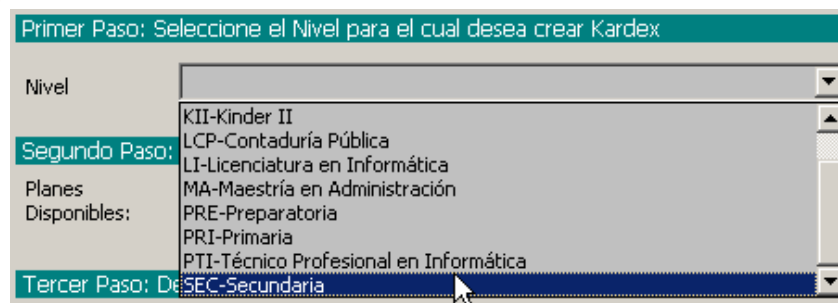 Primer Paso: Seleccione el Nivel para el cual desea crear Kardex
Nivel
KII-Kinder II
LCP-Contaduría Pública
Segundo Paso:
LI-Licenciatura en Informática
Planes
MA-Maestría en Administración
Disponibles:
PRE-Preparatoria
PRI-Primaria
PTI-Técnico Profesional en Informática
Tercer Paso:
SEC-Secundaria